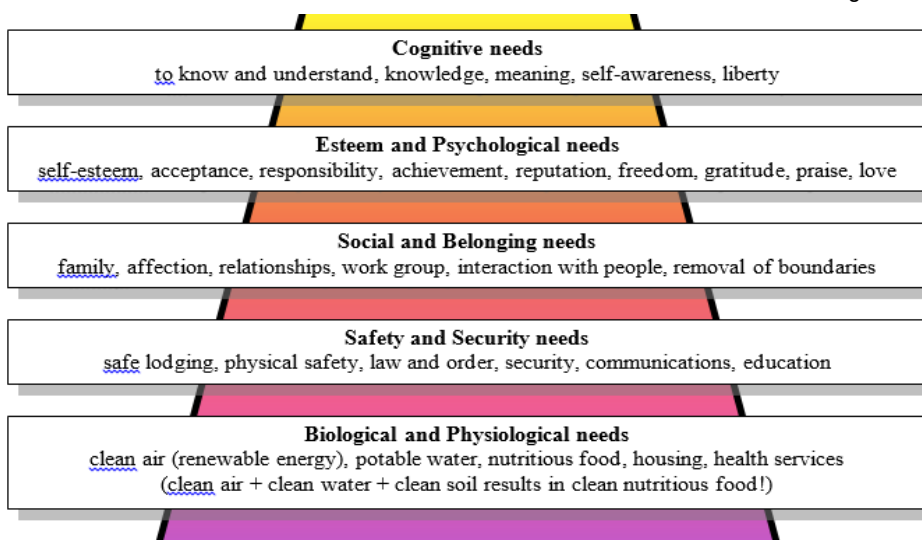 Cognitive needs
to know and understand, knowledge, meaning, self-awareness, liberty
Esteem and Psychological needs
self-esteem, acceptance, responsibility, achievement, reputation, freedom, gratitude, praise, love
Social and Belonging needs
family, affection, relationships, work group, interaction with people, removal of boundaries
Safety and Security needs
safe lodging, physical safety, law and order, security, communications, education
Biological and Physiological needs
clean air (renewable energy), potable water, nutritious food, housing, health services
(clean air + clean water + clean soil results in clean nutritious food!)